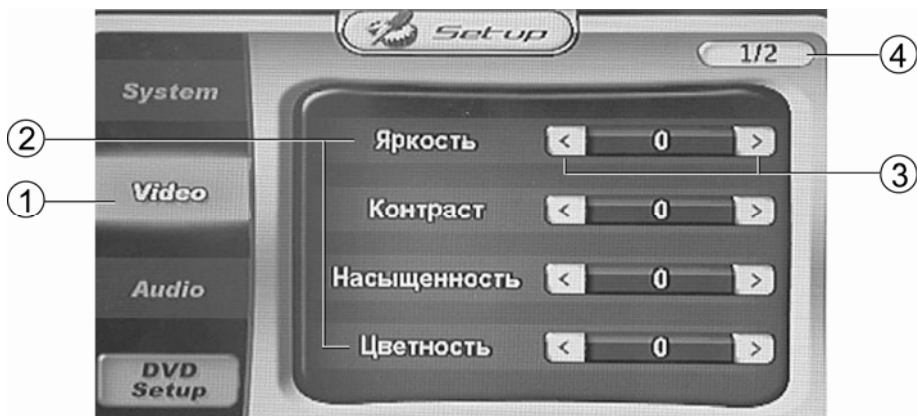 Setup
1/2
④
System
②
Яркость < 0 >
③
①
Video
Контраст < 0 >
Audio
Насыщенность < 0 >
Цветность < 0 >
DVD
Setup